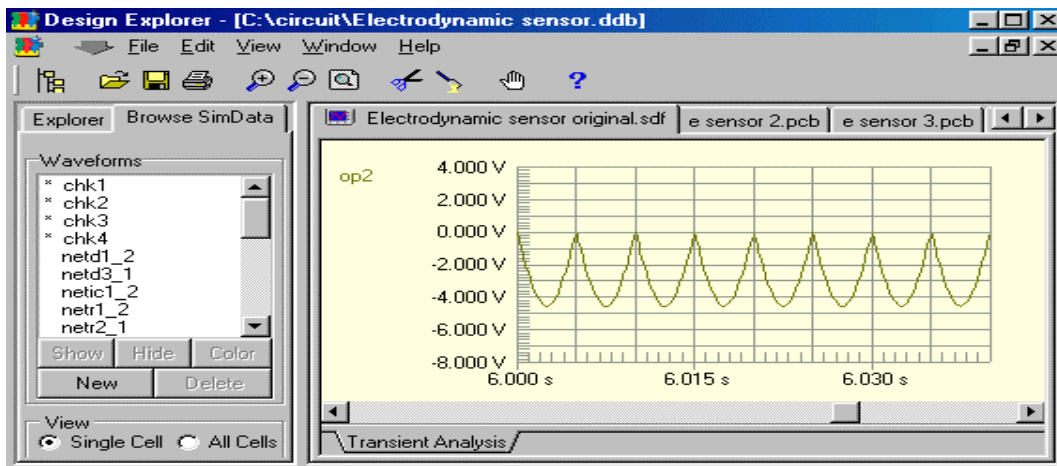 Design Explorer - [C:\circuit\Electrodynamic sensor.ddb]
File Edit View Window Help
?
Explorer Browse SimData
Waveforms
* chk1
* chk2
* chk3
* chk4
netd1_2
netd3_1
netic1_2
netr1_2
netr2_1
Show Hide Color
New Delete
View
Single Cell All Cells
Electrodynamic sensor original.sdf e sensor 2.pcb e sensor 3.pcb
op2
4.000 V
2.000 V
0.000 V
-2.000 V
-4.000 V
-6.000 V
-8.000 V
6.000 s 6.015 s 6.030 s
Transient Analysis